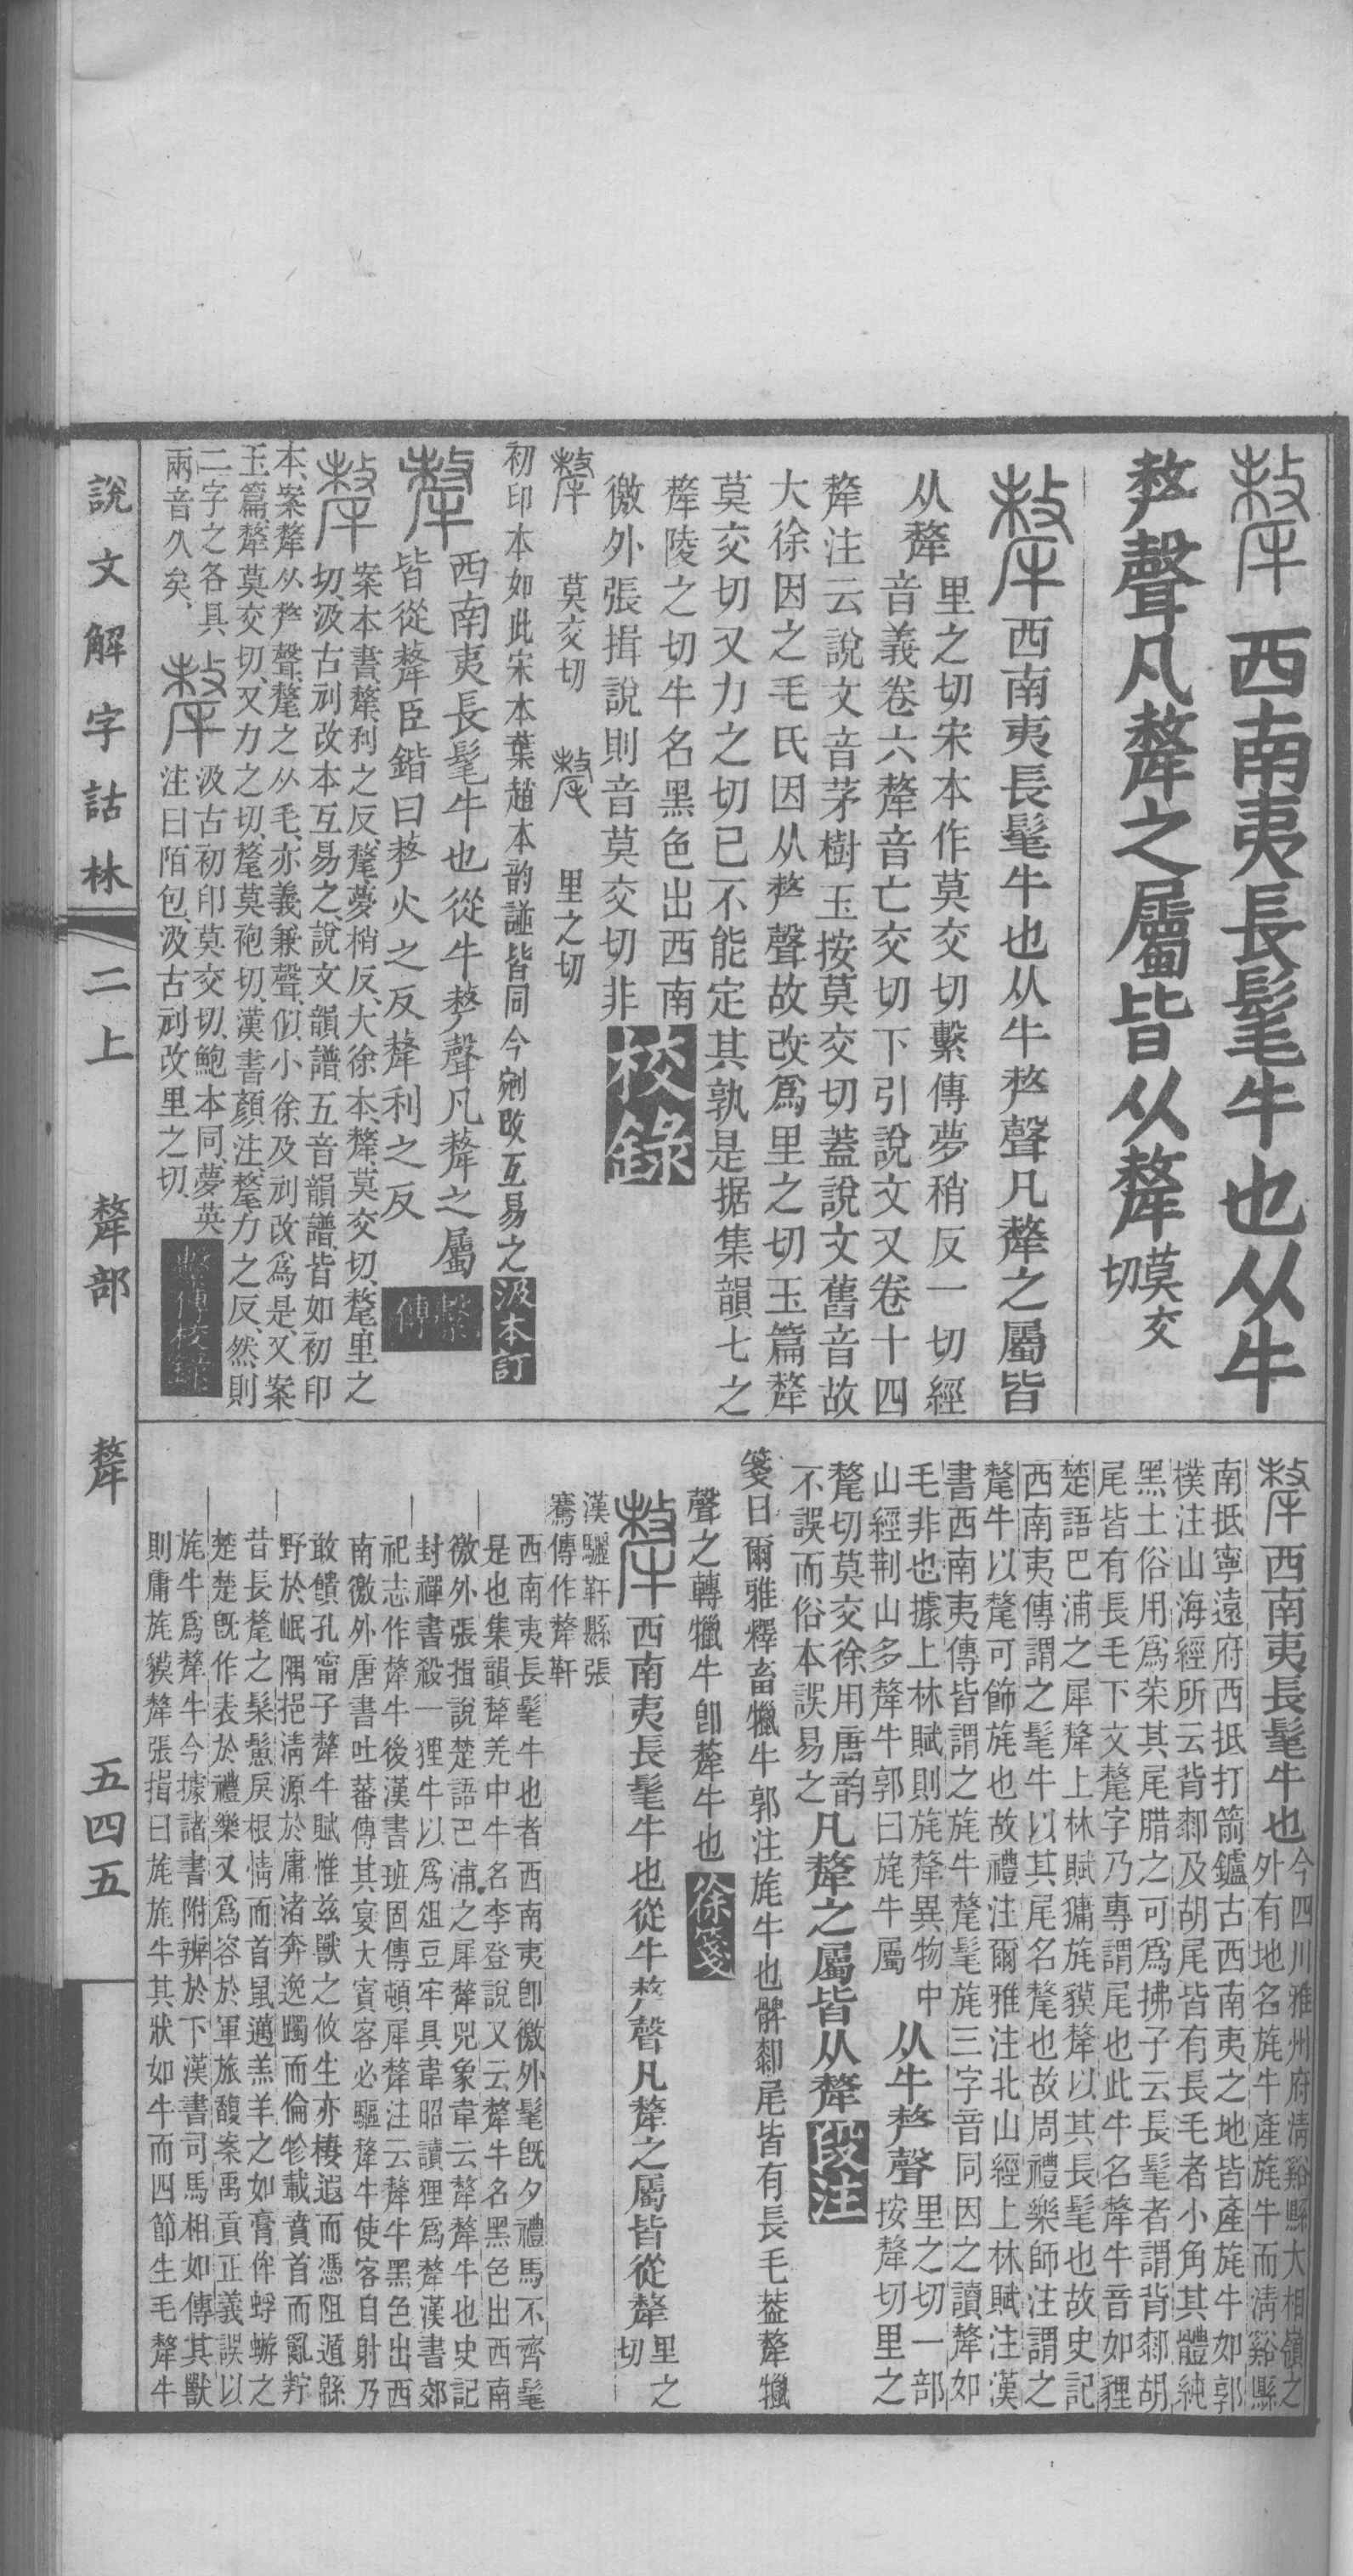 西南夷長髦牛也从牛
𠩺聲凡犛之屬皆从犛莫交
切
西南夷長髦牛也从牛𠩺聲凡犛之屬皆
从犛里之切宋本作莫交切繫傳夢稍反一切經
音義卷六犛音亡交切下引說文又卷十四
犛注云說文音茅樹玉按莫交切蓋說文舊音故
大徐因之毛氏因从𠩺聲故改爲里之切玉篇犛
莫交切又力之切已不能定其孰是据集韻七之
犛陵之切牛名黑色出西南
徼外張揖說則音莫交切非 校錄
莫交切 里之切
初印本如此宋本葉趙本韵譜皆同今剜改互易之 汲本訂
西南夷長髦牛也從牛𠩺聲凡犛之屬
皆從犛臣鍇曰𠩺火之反犛利之反 繫傳
案本書犛利之反氂夢梢反大徐本犛莫交切氂里之
切汲古刓改本互易之說文韻譜五音韻譜皆如初印
本案犛从𠩺聲氂之从毛亦義兼聲似小徐及刓改爲是又案
玉篇犛莫交切又力之切氂莫袍切漢書顏注氂力之反然則
二字之各具
兩音久矣
汲古初印莫交切鮑本同夢英
注曰陌包汲古刓改里之切 繫傳校錄
說文解字詁林 二上 犛部 犛 五四五
西南夷長髦牛也今四川雅州府淸谿縣大相嶺之
外有地名旄牛產旄牛而淸谿縣
南抵寧遠府西抵打箭鑪古西南夷之地皆產旄牛如郭
樸注山海經所云背厀及胡尾皆有長毛者小角其體純
黑土俗用爲菜其尾腊之可爲拂子云長髦者謂背厀胡
尾皆有長毛下文氂字乃專謂尾也此牛名犛牛音如貍
楚語巴浦之犀犛上林賦㺎旄貘犛以其長髦也故史記
西南夷傳謂之髦牛以其尾名氂也故周禮樂師注謂之
氂牛以氂可飾旄也故禮注爾雅注北山經上林賦注漢
書西南夷傳皆謂之旄牛氂髦旄三字音同因之讀犛如
毛非也據上林賦則旄犛異物中
山經荆山多犛牛郭曰旄牛屬
从牛𠩺聲里之切一部
按犛切里之
氂切莫交徐用唐韵
不誤而俗本誤易之
凡犛之屬皆从犛 段注
箋曰爾雅釋畜犣牛郭注旄牛也髀厀尾皆有長毛葢犛犣
聲之轉犣牛卽犛牛也 徐箋
西南夷長髦牛也從牛𠩺聲凡犛之屬皆從犛里之
切
漢驪靬縣張
騫傳作犛靬
西南夷長髦牛也者西南夷卽徼外髦旣夕禮馬不齊髦
是也集韻犛羌中牛名李登說又云犛牛名黑色出西南
徼外張揖說楚語巴浦之犀犛兕象韋云犛犛牛也史記
封禪書殺一狸牛以爲俎豆牢具韋昭讀狸爲犛漢書郊
祀志作犛牛後漢書班固傳頓犀犛注云犛牛黑色出西
南徼外唐書吐蕃傳其宴大賓客必驅犛牛使客自射乃
敢饋孔甯子犛牛賦惟兹獸之攸生亦棲遐而憑阻遁緜
野於岷隅挹淸源於庸渚奔逸躅而倫軫載賁首而亂羜
昔長氂之髤髢戾根情而首鼠邁羔羊之如膏侔蜉蝣之
楚楚旣作表於禮樂又爲容於軍旅馥案禹貢正義誤以
旄牛爲犛牛今據諸書附辨於下漢書司馬相如傳其獸
則庸旄貘犛張揖曰旄旄牛其狀如牛而四節生毛犛牛